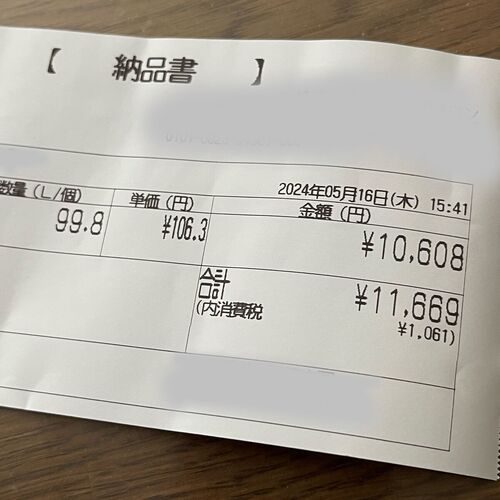 【 納品書 】
2024年05月16日(木) 15:41
数量 (L/個) 単価 (円) 金額 (円)
99.8 ¥106.3 ¥10,608
合計 ¥11,669
(内消費税 ¥1,061)